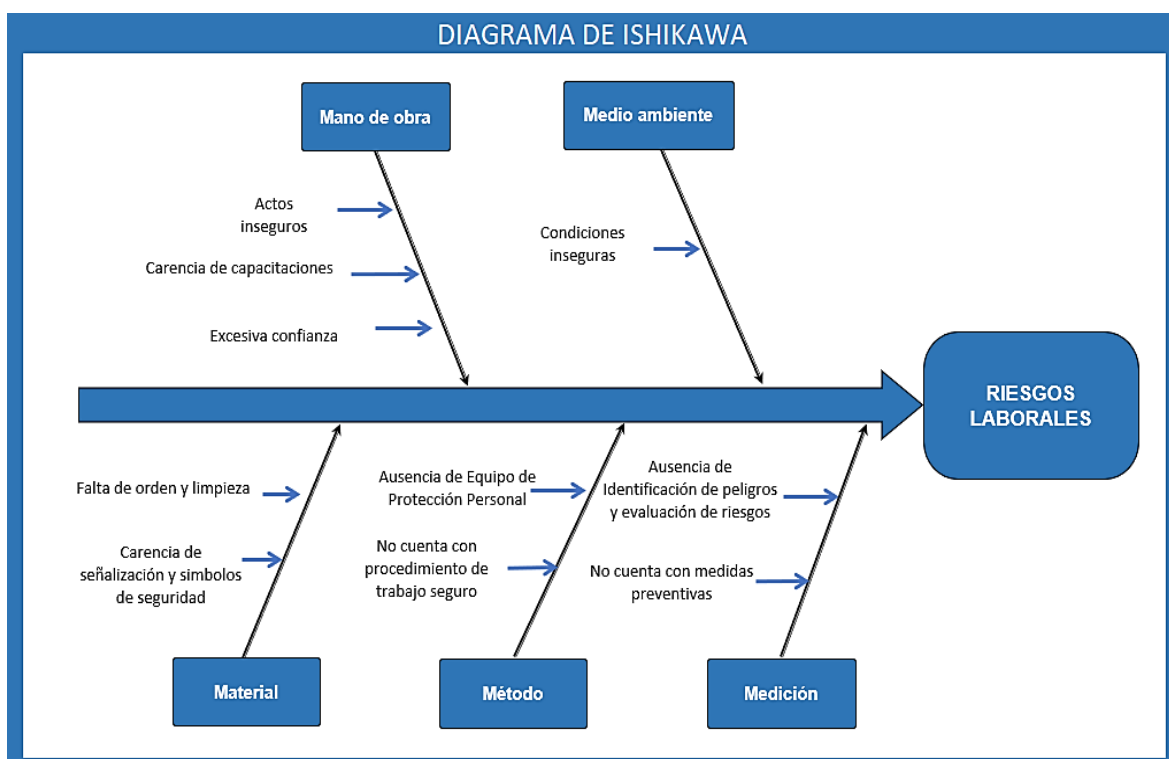 DIAGRAMA DE ISHIKAWA
Mano de obra
Medio ambiente
Actos
inseguros
Carencia de capacitaciones
Excesiva confianza
Condiciones
inseguras
RIESGOS
LABORALES
Falta de orden y limpieza
Carencia de
señalización y simbolos
de seguridad
Ausencia de Equipo de
Protección Personal
No cuenta con
procedimiento de
trabajo seguro
Ausencia de
Identificación de peligros
y evaluación de riesgos
No cuenta con medidas
preventivas
Material
Método
Medición